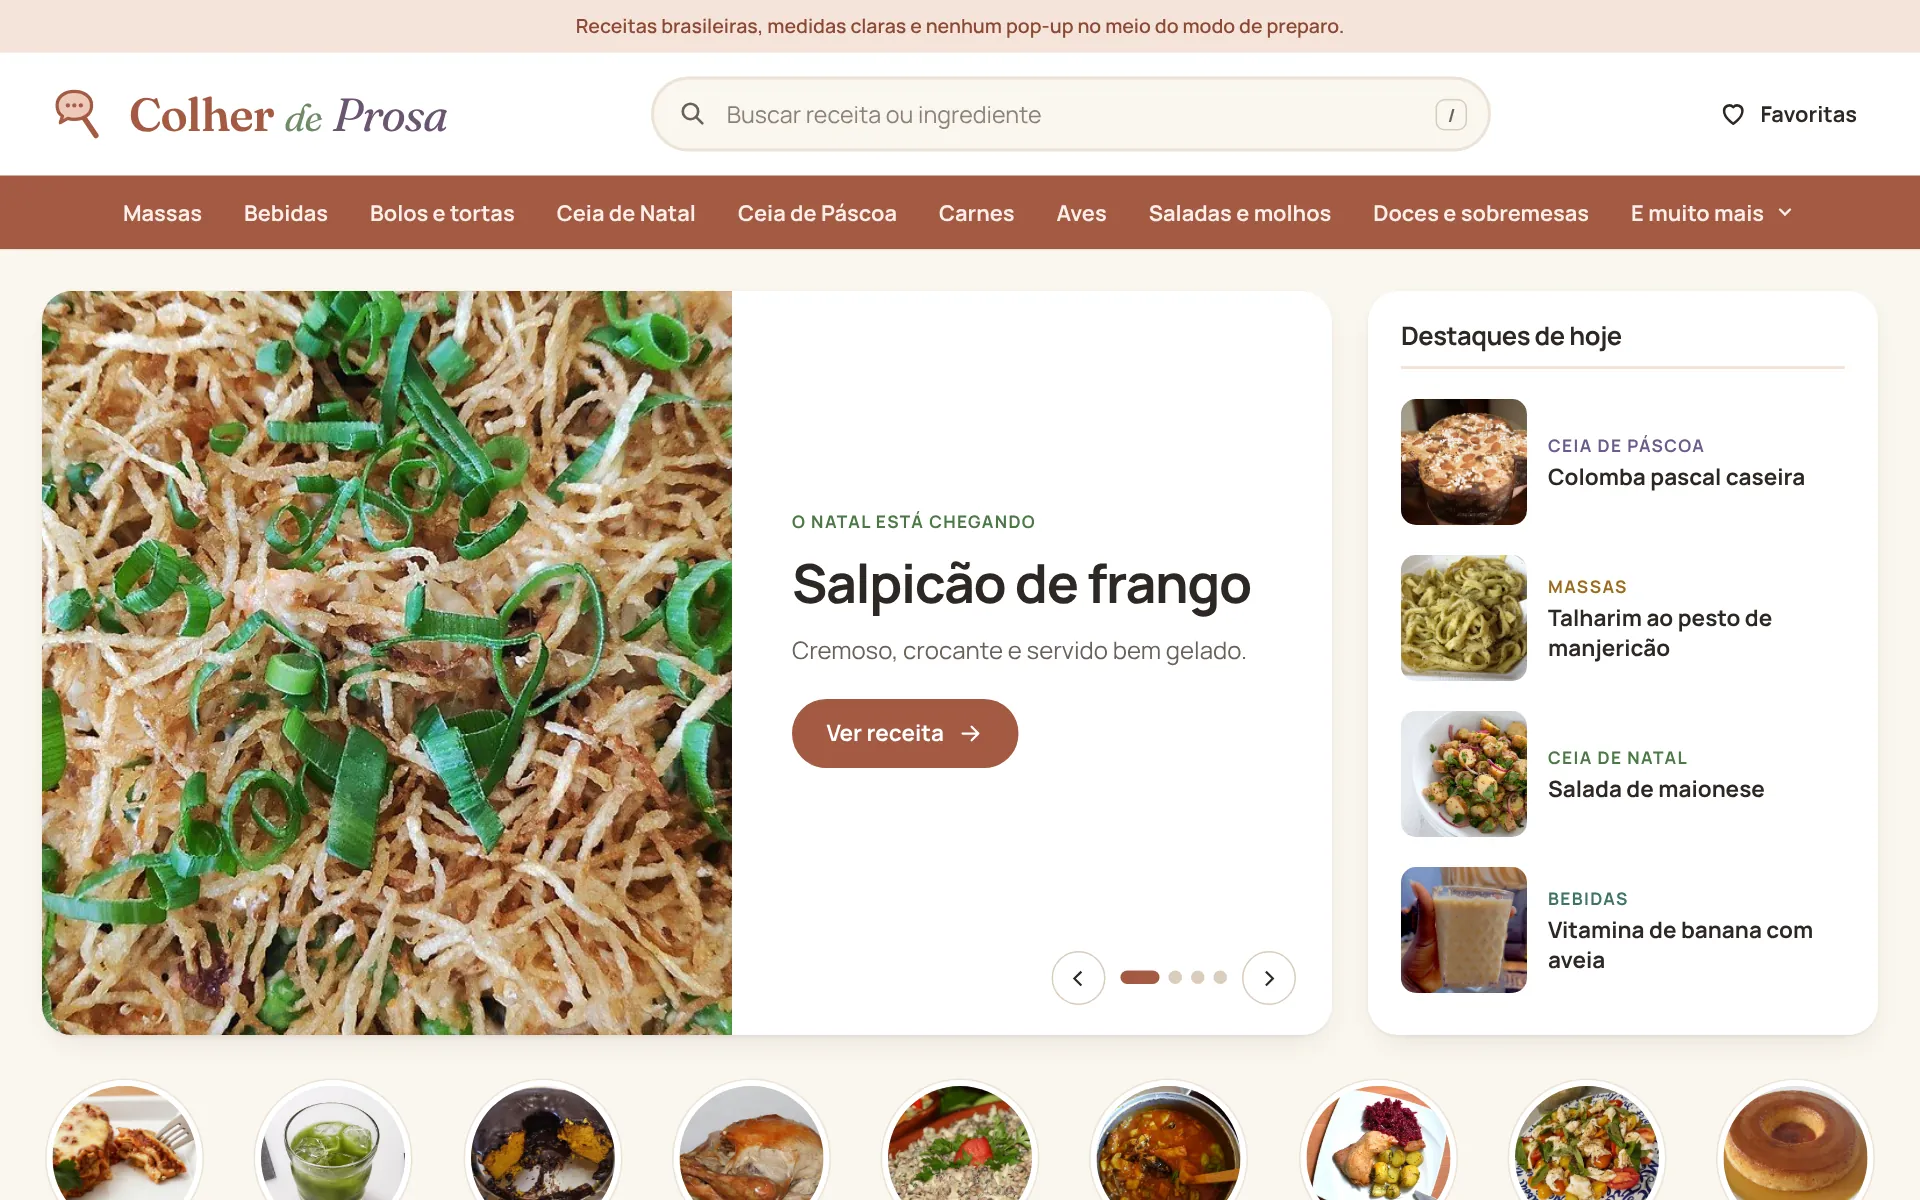 Receitas brasileiras, medidas claras e nenhum pop-up no meio do modo de preparo.
Colher de Prosa
Buscar receita ou ingrediente
/
Favoritas
Massas
Bebidas
Bolos e tortas
Ceia de Natal
Ceia de Páscoa
Carnes
Aves
Saladas e molhos
Doces e sobremesas
E muito mais
O NATAL ESTÁ CHEGANDO
Salpicão de frango
Cremoso, crocante e servido bem gelado.
Ver receita
Destaques de hoje
CEIA DE PÁSCOA
Colomba pascal caseira
MASSAS
Talharim ao pesto de
manjericão
CEIA DE NATAL
Salada de maionese
BEBIDAS
Vitamina de banana com
aveia